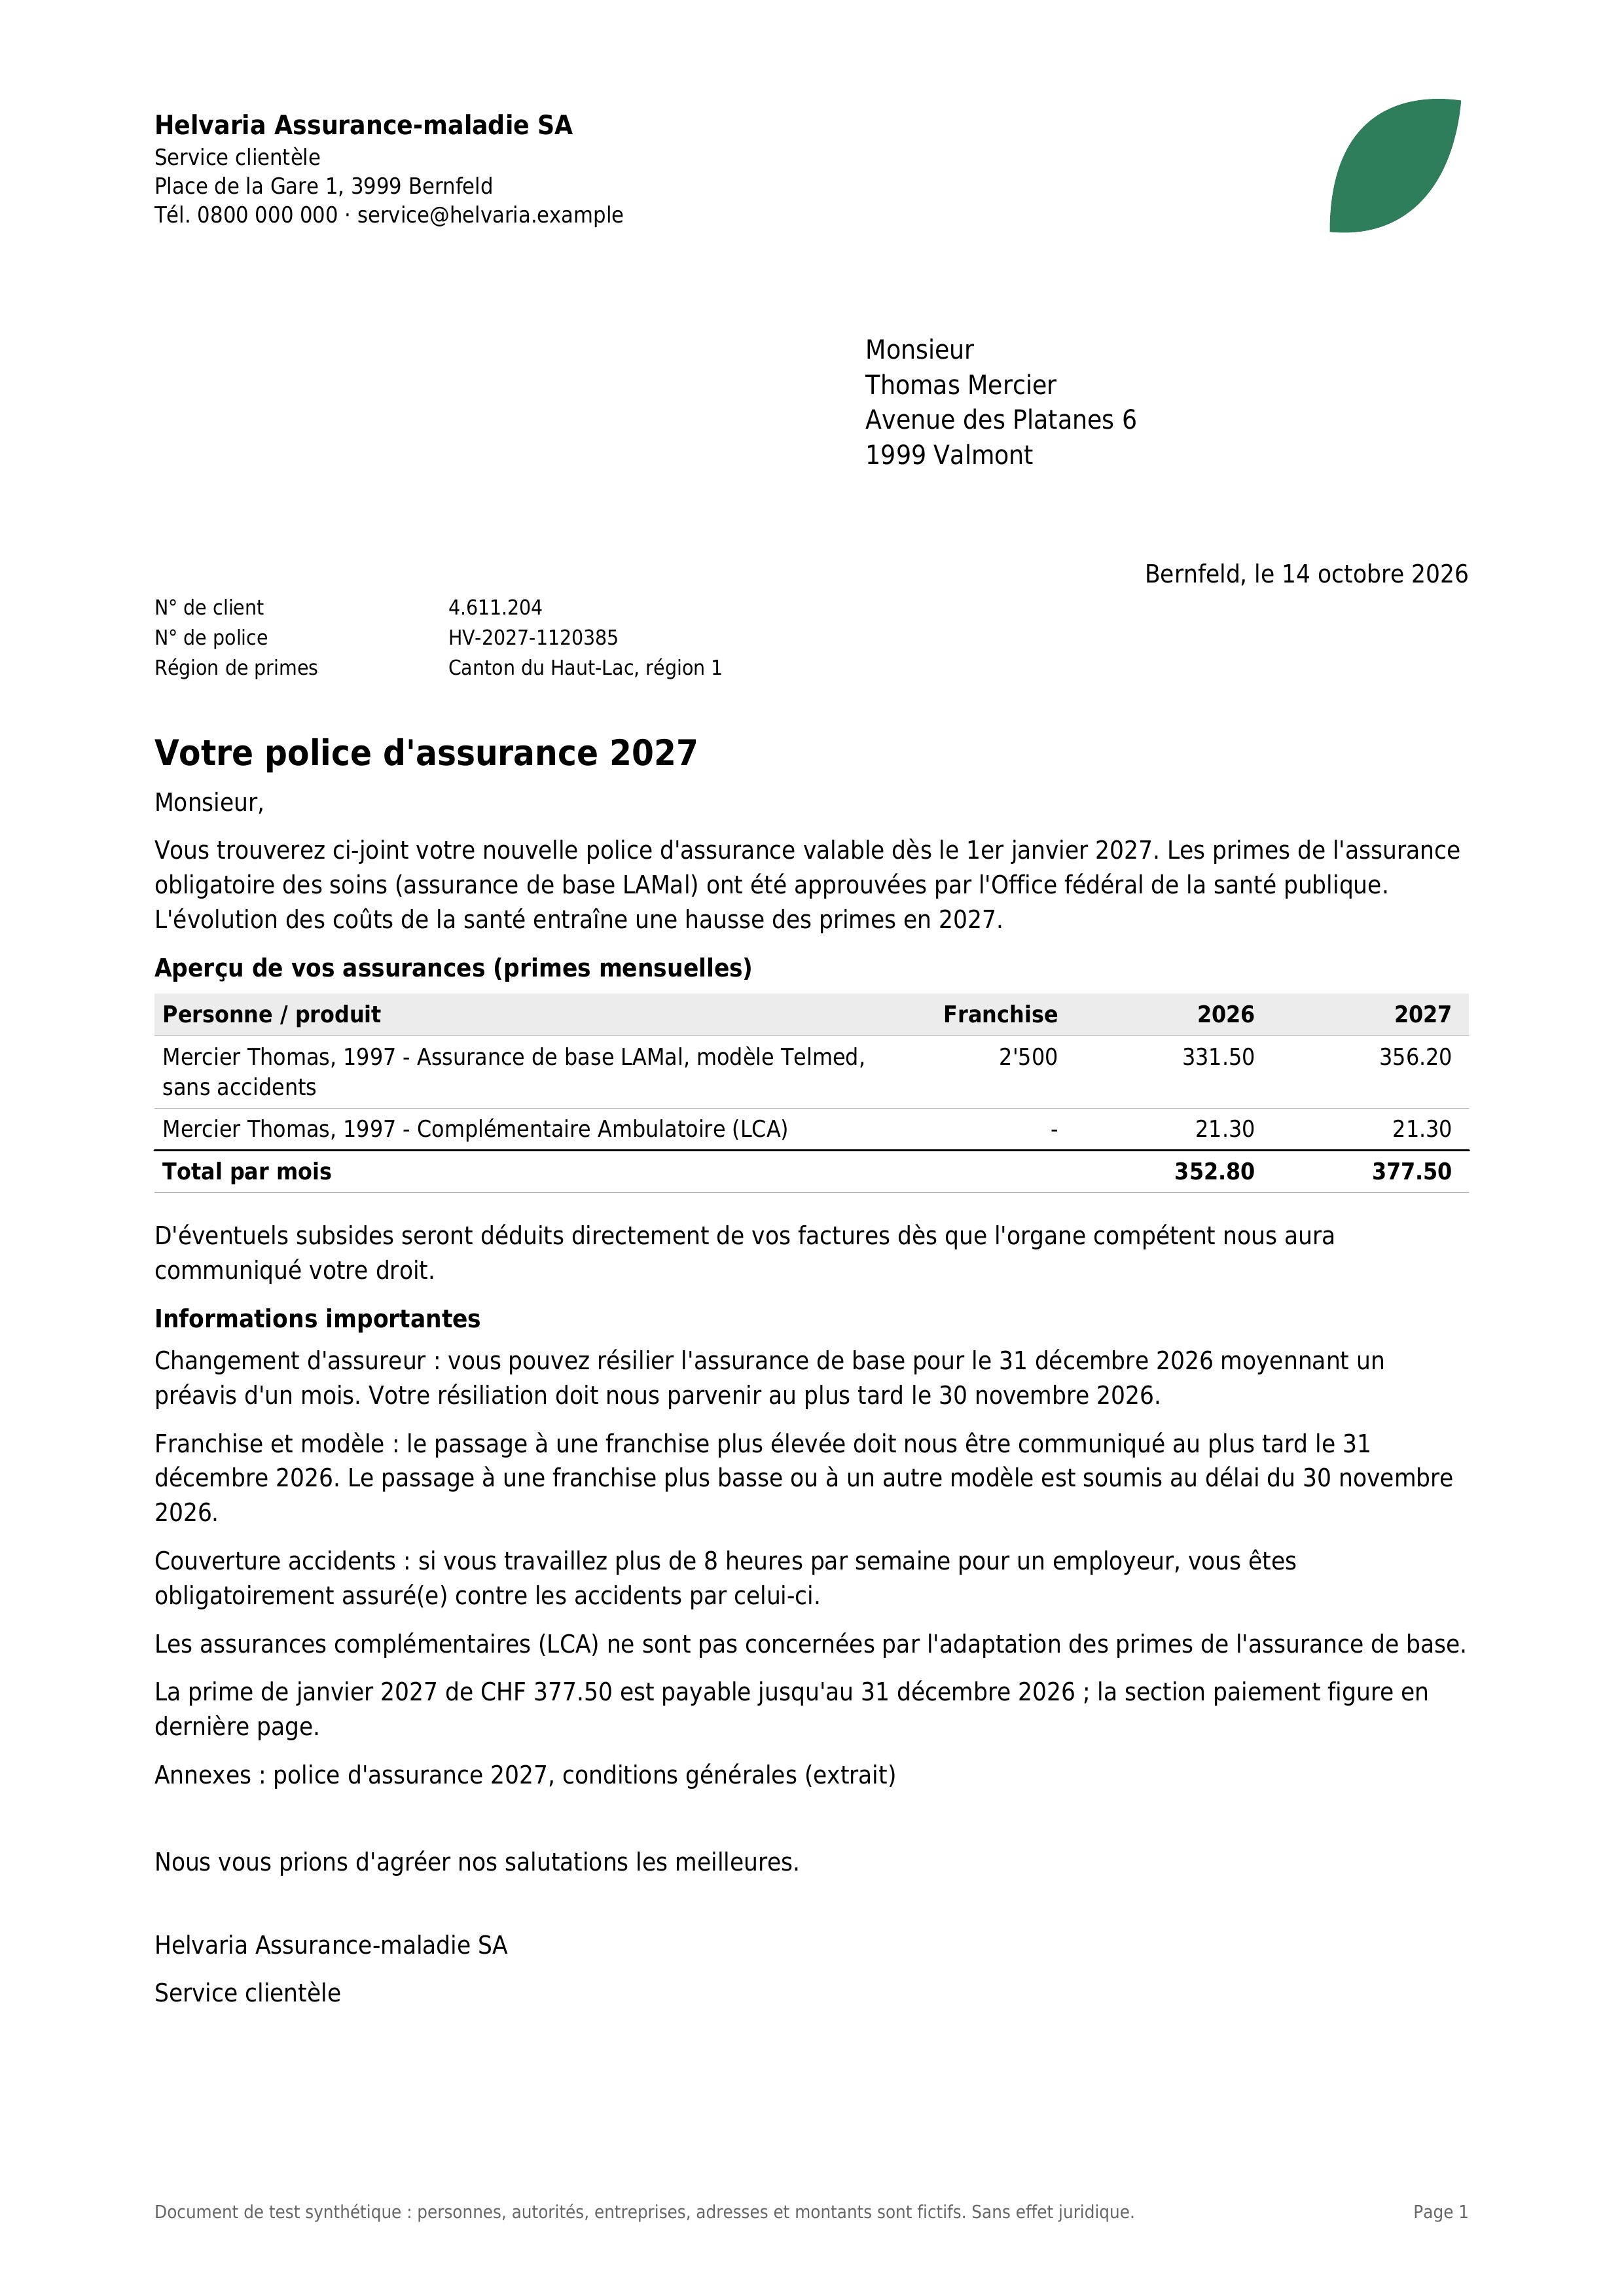 Helvaria Assurance-maladie SA
Service clientèle
Place de la Gare 1, 3999 Bernfeld
Tél. 0800 000 000 · service@helvaria.example
Monsieur
Thomas Mercier
Avenue des Platanes 6
1999 Valmont
Bernfeld, le 14 octobre 2026
N° de client 4.611.204
N° de police HV-2027-1120385
Région de primes Canton du Haut-Lac, région 1
Votre police d'assurance 2027
Monsieur,
Vous trouverez ci-joint votre nouvelle police d'assurance valable dès le 1er janvier 2027. Les primes de l'assurance
obligatoire des soins (assurance de base LAMal) ont été approuvées par l'Office fédéral de la santé publique.
L'évolution des coûts de la santé entraîne une hausse des primes en 2027.
Aperçu de vos assurances (primes mensuelles)
Personne / produit Franchise 2026 2027
Mercier Thomas, 1997 - Assurance de base LAMal, modèle Telmed, 2'500 331.50 356.20
sans accidents
Mercier Thomas, 1997 - Complémentaire Ambulatoire (LCA) - 21.30 21.30
Total par mois 352.80 377.50
D'éventuels subsides seront déduits directement de vos factures dès que l'organe compétent nous aura
communiqué votre droit.
Informations importantes
Changement d'assureur : vous pouvez résilier l'assurance de base pour le 31 décembre 2026 moyennant un
préavis d'un mois. Votre résiliation doit nous parvenir au plus tard le 30 novembre 2026.
Franchise et modèle : le passage à une franchise plus élevée doit nous être communiqué au plus tard le 31
décembre 2026. Le passage à une franchise plus basse ou à un autre modèle est soumis au délai du 30 novembre
2026.
Couverture accidents : si vous travaillez plus de 8 heures par semaine pour un employeur, vous êtes
obligatoirement assuré(e) contre les accidents par celui-ci.
Les assurances complémentaires (LCA) ne sont pas concernées par l'adaptation des primes de l'assurance de base.
La prime de janvier 2027 de CHF 377.50 est payable jusqu'au 31 décembre 2026 ; la section paiement figure en
dernière page.
Annexes : police d'assurance 2027, conditions générales (extrait)
Nous vous prions d'agréer nos salutations les meilleures.
Helvaria Assurance-maladie SA
Service clientèle
Document de test synthétique : personnes, autorités, entreprises, adresses et montants sont fictifs. Sans effet juridique. Page 1